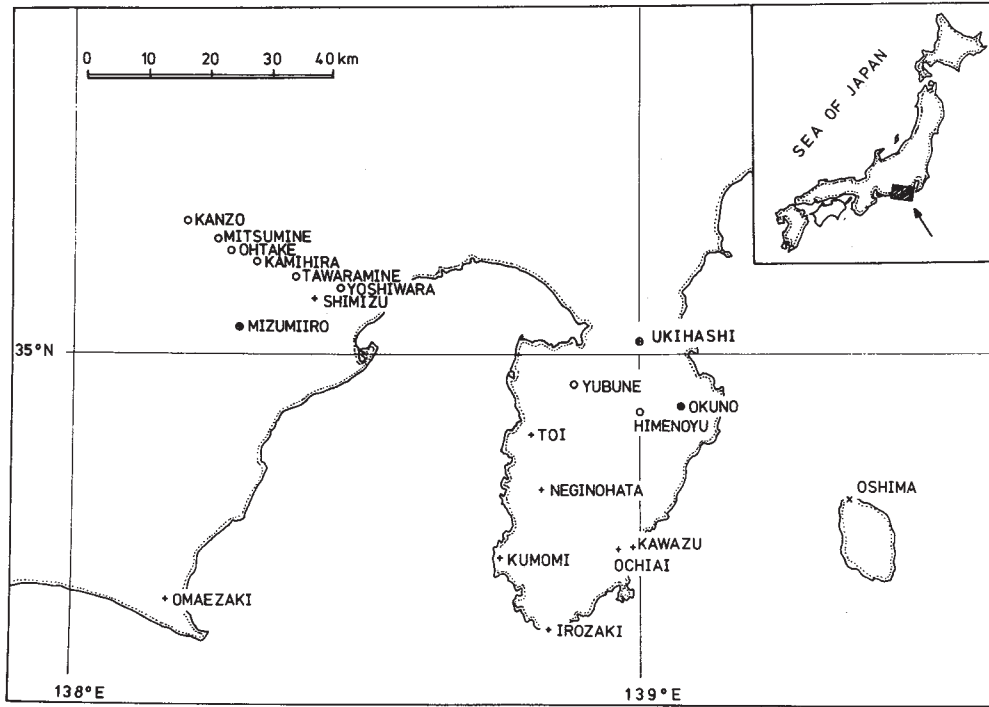 0 10 20 30 40 km
SEA OF JAPAN
KANZO
MITSUMINE
OHTAKE
KAMIHIRA
TAWARAMINE
YOSHIWARA
SHIMIZU
MIZUMIIRO
UKIHASHI
35°N
YUBUNE
OKUNO
HIMENOYU
TOI
NEGINOHATA
OSHIMA
KAWAZU
KUMOMI
OCHIAI
OMAEZAKI
IROZAKI
138°E
139°E